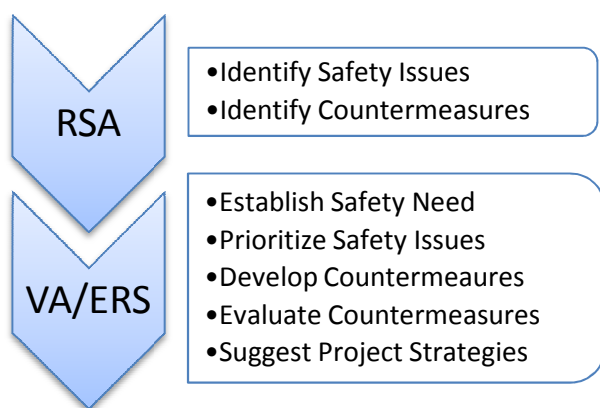 RSA
•Identify Safety Issues
•Identify Countermeasures
VA/ERS
•Establish Safety Need
•Prioritize Safety Issues
•Develop Countermeaures
•Evaluate Countermeasures
•Suggest Project Strategies